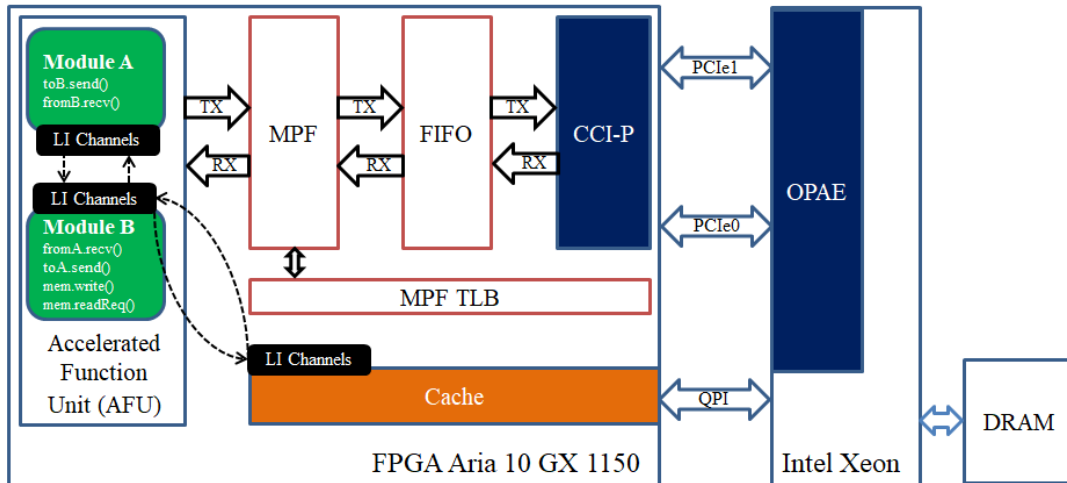 Module A
toB.send()
fromB.recv()
LI Channels
LI Channels
Module B
fromA.recv()
toA.send()
mem.write()
mem.readReq()
Accelerated
Function
Unit (AFU)
TX
RX
MPF
TX
RX
FIFO
TX
RX
CCI-P
MPF TLB
LI Channels
Cache
FPGA Aria 10 GX 1150
PCIe1
PCIe0
QPI
OPAE
Intel Xeon
DRAM